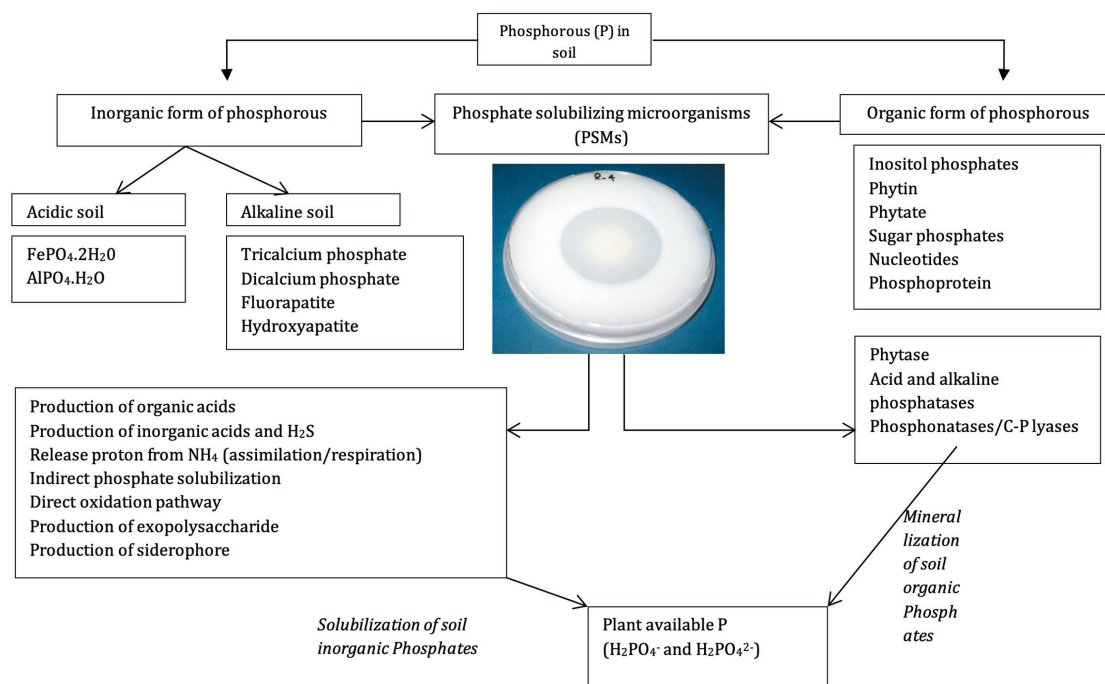 Phosphorous (P) in
soil
Inorganic form of phosphorous
Phosphate solubilizing microorganisms
(PSMs)
Organic form of phosphorous
Acidic soil
FePO₄.2H₂0
AlPO₄.H₂O
Alkaline soil
Tricalcium phosphate
Dicalcium phosphate
Fluorapatite
Hydroxyapatite
R-4
Inositol phosphates
Phytin
Phytate
Sugar phosphates
Nucleotides
Phosphoprotein
Production of organic acids
Production of inorganic acids and H₂S
Release proton from NH₄ (assimilation/respiration)
Indirect phosphate solubilization
Direct oxidation pathway
Production of exopolysaccharide
Production of siderophore
Phytase
Acid and alkaline
phosphatases
Phosphonatases/C-P lyases
Solubilization of soil
inorganic Phosphates
Mineral
lization
of soil
organic
Phosph
ates
Plant available P
(H₂PO₄⁻ and H₂PO₄²⁻)